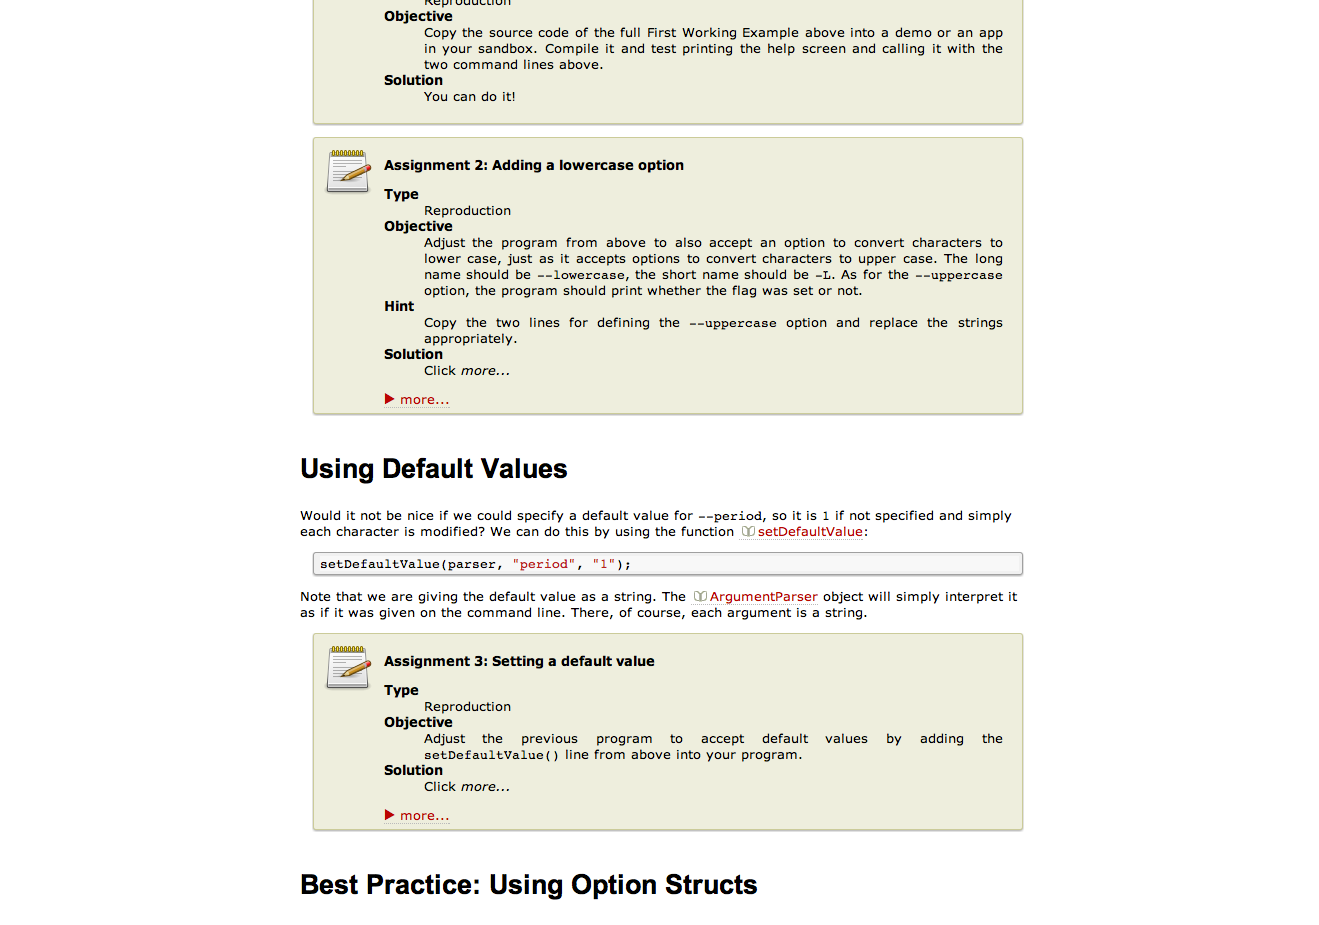 Reproduction
Objective
Copy the source code of the full First Working Example above into a demo or an app
in your sandbox. Compile it and test printing the help screen and calling it with the
two command lines above.
Solution
You can do it!
Assignment 2: Adding a lowercase option
Type
Reproduction
Objective
Adjust the program from above to also accept an option to convert characters to
lower case, just as it accepts options to convert characters to upper case. The long
name should be --lowercase, the short name should be -L. As for the --uppercase
option, the program should print whether the flag was set or not.
Hint
Copy the two lines for defining the --uppercase option and replace the strings
appropriately.
Solution
Click more...
more...
Using Default Values
Would it not be nice if we could specify a default value for --period, so it is 1 if not specified and simply
each character is modified? We can do this by using the function setDefaultValue:
setDefaultValue(parser, "period", "1");
Note that we are giving the default value as a string. The ArgumentParser object will simply interpret it
as if it was given on the command line. There, of course, each argument is a string.
Assignment 3: Setting a default value
Type
Reproduction
Objective
Adjust the previous program to accept default values by adding the
setDefaultValue() line from above into your program.
Solution
Click more...
more...
Best Practice: Using Option Structs